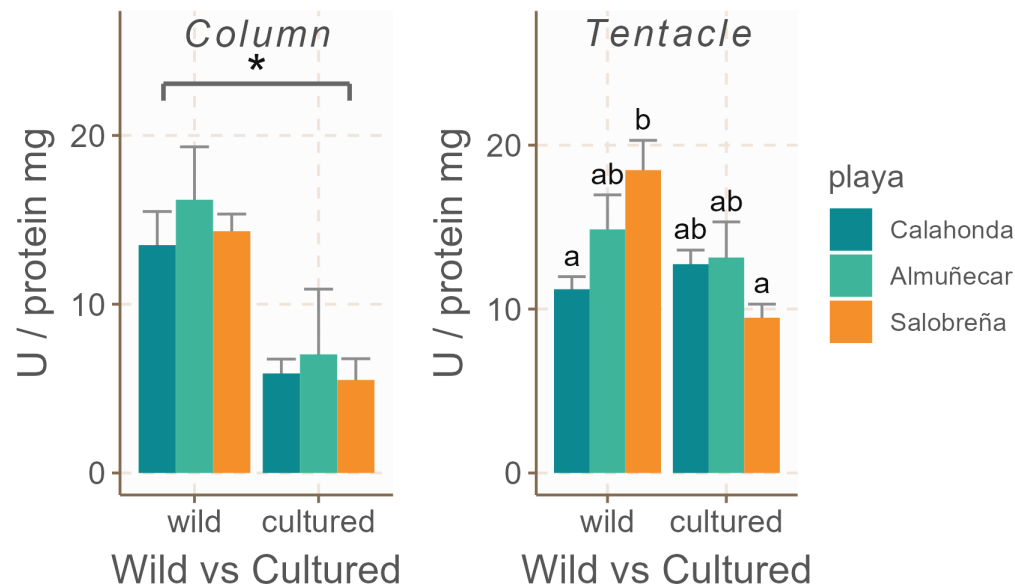 Column
*
U / protein mg
20
10
0
wild cultured
Wild vs Cultured
Tentacle
U / protein mg
20
10
0
a
ab
b
ab
ab
a
wild cultured
Wild vs Cultured
playa
Calahonda
Almuñecar
Salobreña